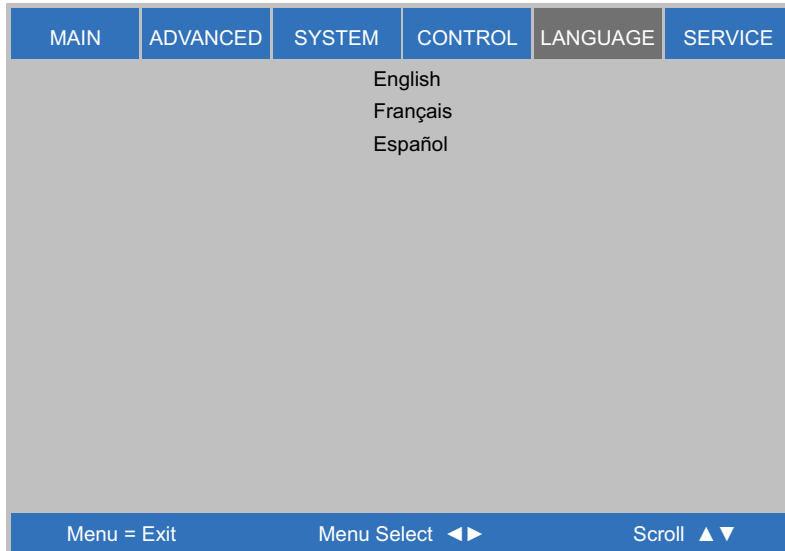 MAIN ADVANCED SYSTEM CONTROL LANGUAGE SERVICE
English
Français
Español
Menu = Exit Menu Select ◄► Scroll ▲▼